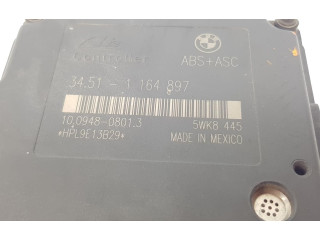 ABS+ASC
34.51 - 1 164 897
10.0948-0801.3
5WK8 445
*HPL9E13B29*
MADE IN MEXICO